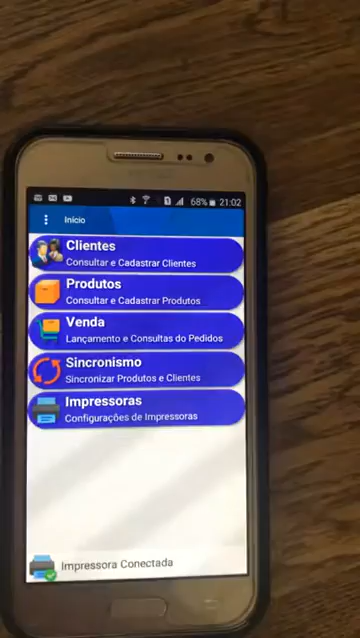 68% 21:02
Início
Clientes
Consultar e Cadastrar Clientes
Produtos
Consultar e Cadastrar Produtos
Venda
Lançamento e Consultas do Pedidos
Sincronismo
Sincronizar Produtos e Clientes
Impressoras
Configurações de Impressoras
Impressora Conectada